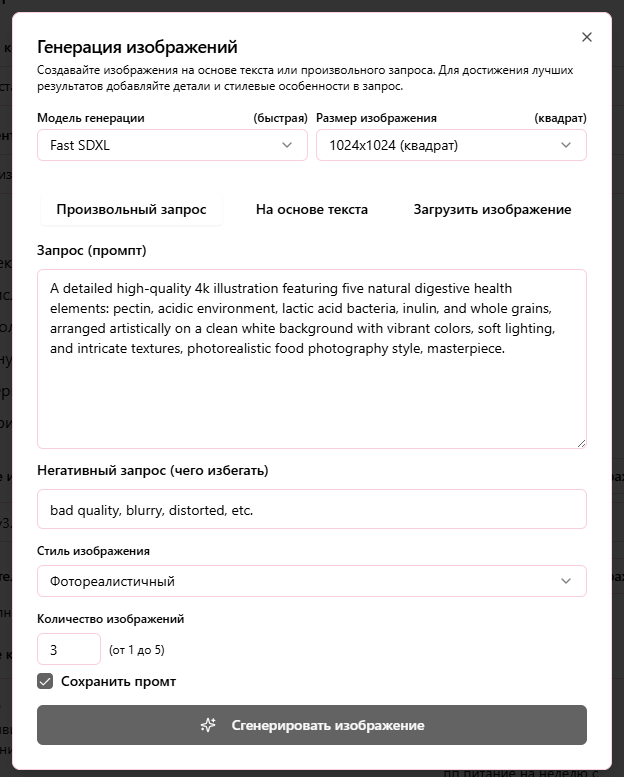 Генерация изображений
Создавайте изображения на основе текста или произвольного запроса. Для достижения лучших
результатов добавляйте детали и стилевые особенности в запрос.
Модель генерации (быстрая) Размер изображения (квадрат)
Fast SDXL 1024x1024 (квадрат)
Произвольный запрос На основе текста Загрузить изображение
Запрос (промпт)
A detailed high-quality 4k illustration featuring five natural digestive health
elements: pectin, acidic environment, lactic acid bacteria, inulin, and whole grains,
arranged artistically on a clean white background with vibrant colors, soft lighting,
and intricate textures, photorealistic food photography style, masterpiece.
Негативный запрос (чего избегать)
bad quality, blurry, distorted, etc.
Стиль изображения
Фотореалистичный
Количество изображений
3 (от 1 до 5)
Сохранить промт
Сгенерировать изображение
пп питание на неделю с